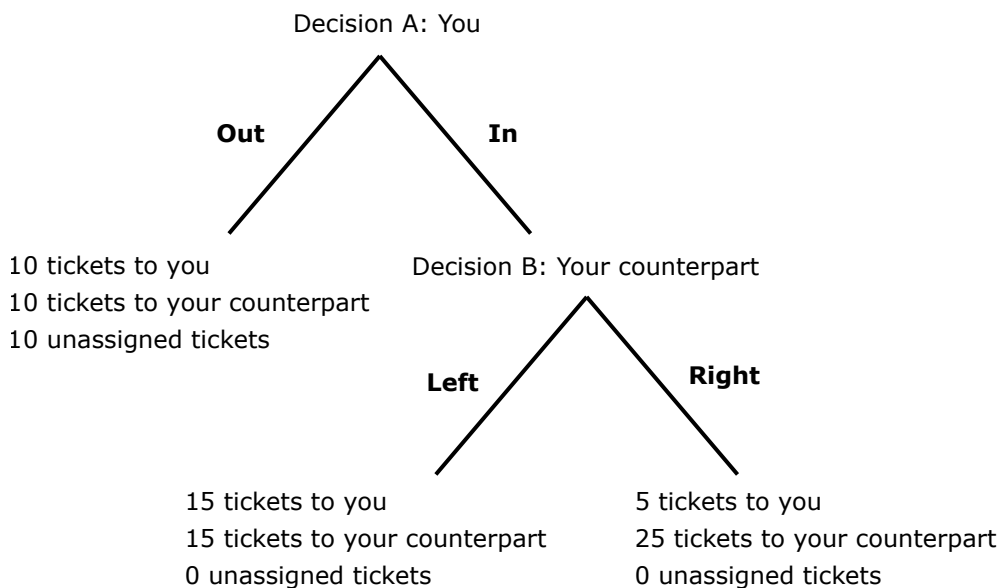 Decision A: You
Out
In
10 tickets to you
10 tickets to your counterpart
10 unassigned tickets
Decision B: Your counterpart
Left
Right
15 tickets to you
15 tickets to your counterpart
0 unassigned tickets
5 tickets to you
25 tickets to your counterpart
0 unassigned tickets